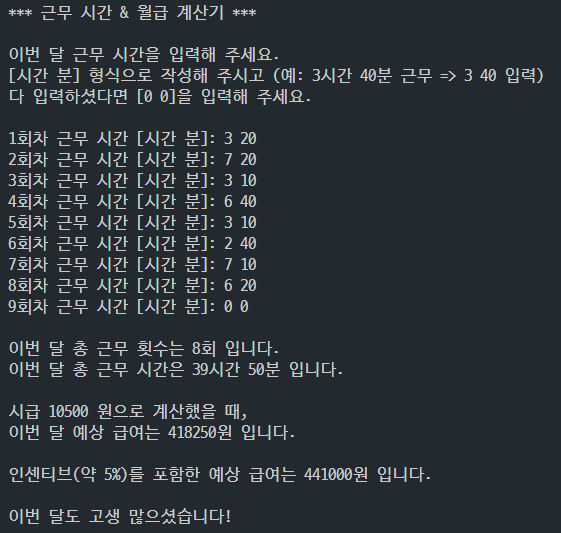 *** 근무 시간 & 월급 계산기 ***
이번 달 근무 시간을 입력해 주세요.
[시간 분] 형식으로 작성해 주시고 (예: 3시간 40분 근무 => 3 40 입력)
다 입력하셨다면 [0 0]을 입력해 주세요.
1회차 근무 시간 [시간 분]: 3 20
2회차 근무 시간 [시간 분]: 7 20
3회차 근무 시간 [시간 분]: 3 10
4회차 근무 시간 [시간 분]: 6 40
5회차 근무 시간 [시간 분]: 3 10
6회차 근무 시간 [시간 분]: 2 40
7회차 근무 시간 [시간 분]: 7 10
8회차 근무 시간 [시간 분]: 6 20
9회차 근무 시간 [시간 분]: 0 0
이번 달 총 근무 횟수는 8회 입니다.
이번 달 총 근무 시간은 39시간 50분 입니다.
시급 10500 원으로 계산했을 때,
이번 달 예상 급여는 418250원 입니다.
인센티브(약 5%)를 포함한 예상 급여는 441000원 입니다.
이번 달도 고생 많으셨습니다!